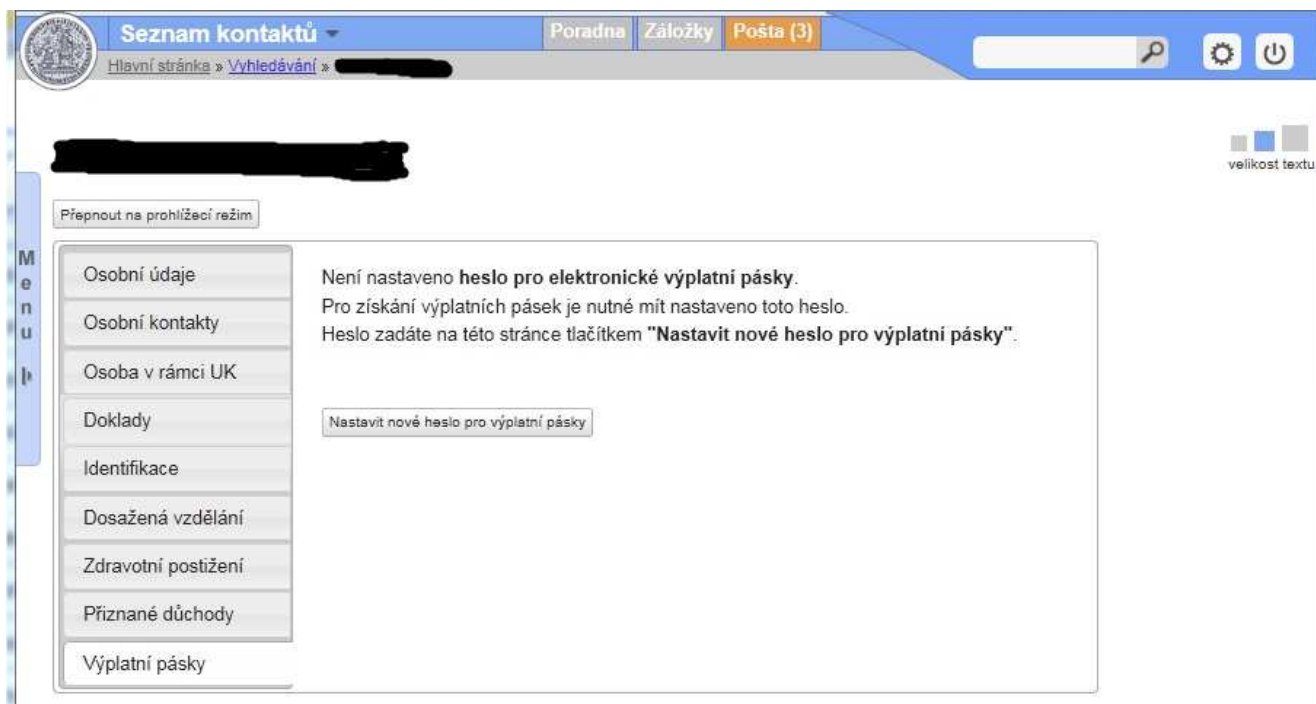 Seznam kontaktů
Poradna
Záložky
Pošta (3)
Hlavní stránka » Vyhledávání »
velikost textu
Přepnout na prohlížecí režim
Menu
Osobní údaje
Osobní kontakty
Osoba v rámci UK
Doklady
Identifikace
Dosažená vzdělání
Zdravotní postižení
Přiznané důchody
Výplatní pásky
Není nastaveno heslo pro elektronické výplatní pásky.
Pro získání výplatních pásek je nutné mít nastaveno toto heslo.
Heslo zadáte na této stránce tlačítkem "Nastavit nové heslo pro výplatní pásky".
Nastavit nové heslo pro výplatní pásky